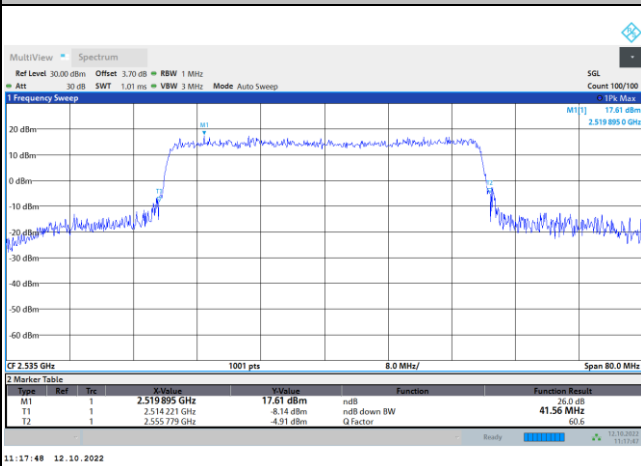 MultiView Spectrum
Ref Level 30.00 dBm Offset 3.70 dB RBW 1 MHz SGL
Att 30 dB SWT 1.01 ms VBW 3 MHz Mode Auto Sweep Count 100/100
1 Frequency Sweep 1Pk Max
M1[1] 17.61 dBm
2.519 895 0 GHz
M1
20 dBm
10 dBm
0 dBm
T1
T2
-10 dBm
-20 dBm
-30 dBm
-40 dBm
-50 dBm
-60 dBm
CF 2.535 GHz 1001 pts 8.0 MHz/ Span 80.0 MHz
2 Marker Table
Type Ref Trc X-Value Y-Value Function Function Result
M1 1 2.519 895 GHz 17.61 dBm ndB 26.0 dB
T1 1 2.514 221 GHz -8.14 dBm ndB down BW 41.56 MHz
T2 1 2.555 779 GHz -4.91 dBm Q Factor 60.6
Ready 12.10.2022
11:17:47
11:17:48 12.10.2022